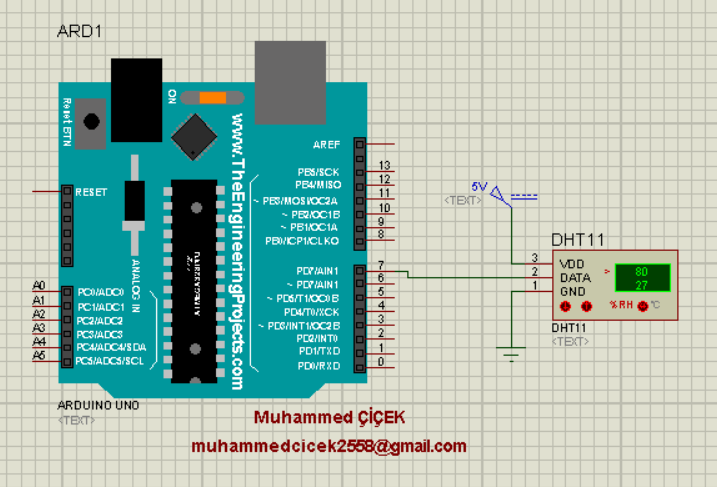 ARD1
ON
Reset BTN
www.TheEngineeringProjects.com
RESET
AREF
PB5/SCK 13
PB4/MISO 12
~ PB3/MOSI/OC2A 11
~ PB2/OC1B 10
~ PB1/OC1A 9
PB0/ICP1/CLKO 8
PD7/AIN1 7
~ PD7/AIN1 6
~ PD5/T1/OC0B 5
PD4/T0/XCK 4
~ PD3/INT1/OC2B 3
PD2/INT0 2
PD1/TXD 1
PD0/RXD 0
ANALOG IN
A0 PC0/ADC0
A1 PC1/ADC1
A2 PC2/ADC2
A3 PC3/ADC3
A4 PC4/ADC4/SDA
A5 PC5/ADC5/SCL
ARDUINO UNO
<TEXT>
5V
<TEXT>
DHT11
3 VDD
2 DATA
1 GND
> 80
27
%RH °C
DHT11
<TEXT>
Muhammed ÇİÇEK
muhammedcicek2558@gmail.com